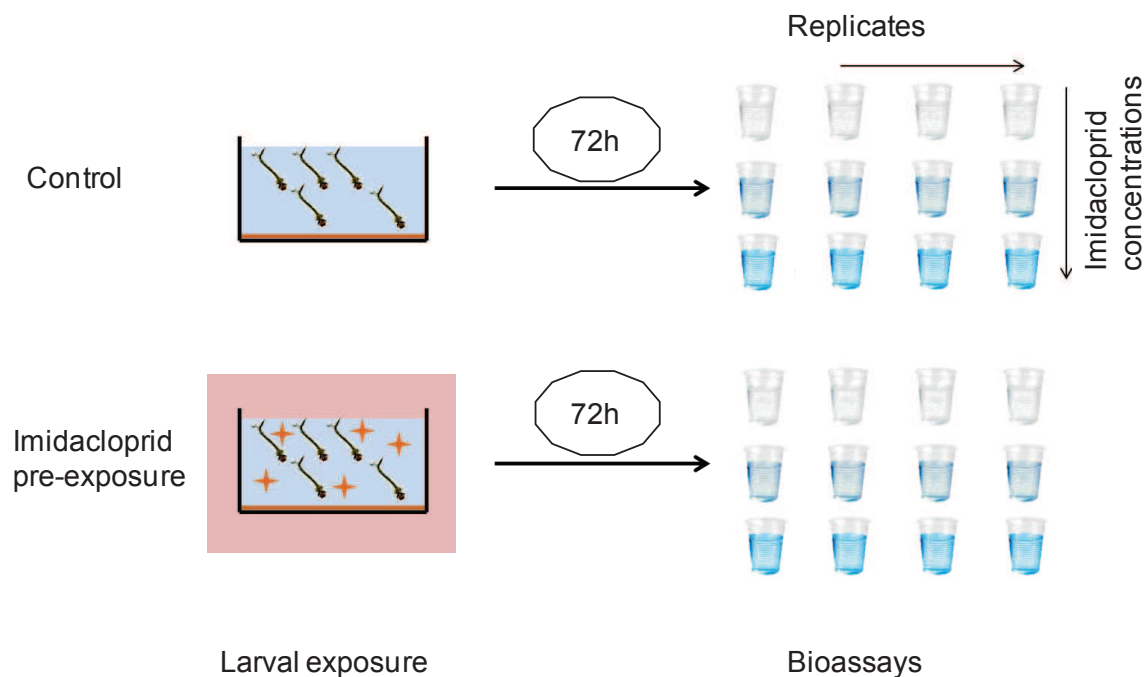 Replicates
72h
Control
Imidacloprid
concentrations
72h
Imidacloprid
pre-exposure
Larval exposure
Bioassays